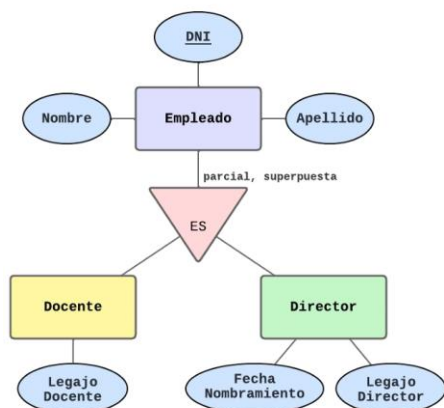 DNI
Nombre
Empleado
Apellido
parcial, superpuesta
ES
Docente
Director
Legajo
Docente
Fecha
Nombramiento
Legajo
Director